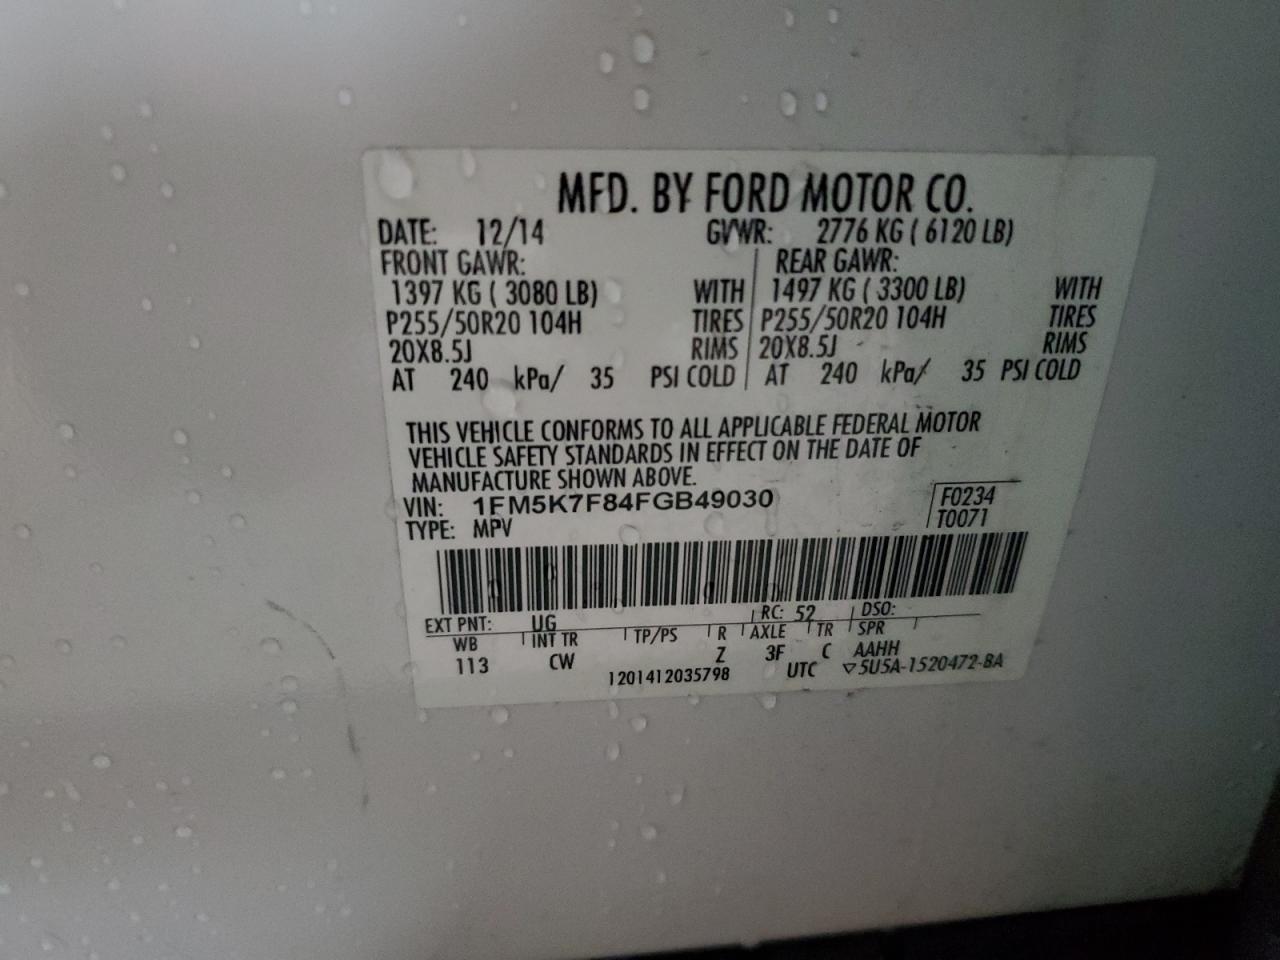 MFD. BY FORD MOTOR CO.
DATE: 12/14 GVWR: 2776 KG ( 6120 LB)
FRONT GAWR: REAR GAWR:
1397 KG ( 3080 LB) WITH 1497 KG ( 3300 LB) WITH
P255/50R20 104H TIRES P255/50R20 104H TIRES
20X8.5J RIMS 20X8.5J RIMS
AT 240 kPa/ 35 PSI COLD AT 240 kPa/ 35 PSI COLD
THIS VEHICLE CONFORMS TO ALL APPLICABLE FEDERAL MOTOR
VEHICLE SAFETY STANDARDS IN EFFECT ON THE DATE OF
MANUFACTURE SHOWN ABOVE.
VIN: 1FM5K7F84FGB49030 F0234
TYPE: MPV T0071
EXT PNT: UG RC: 52 DSO:
WB INT TR TP/PS R AXLE TR SPR
113 CW Z 3F C AAHH
1201412035798 UTC ▽5U5A-1520472-BA